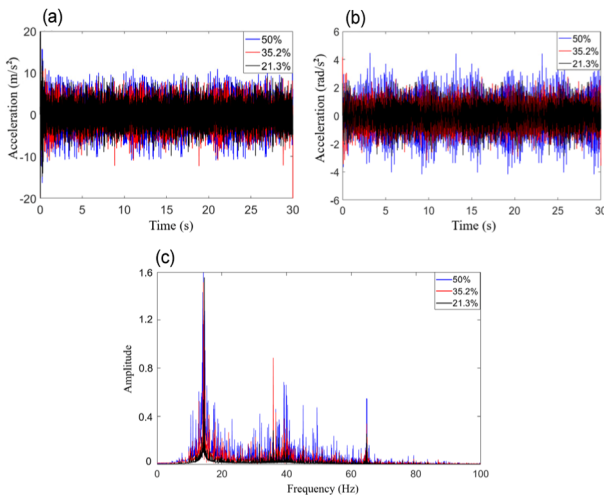 (a)
20
10
0
-10
-20
Acceleration (m/s²)
0 5 10 15 20 25 30
Time (s)
50%
35.2%
21.3%
(b)
6
4
2
0
-2
-4
-6
Acceleration (rad/s²)
0 5 10 15 20 25 30
Time (s)
50%
35.2%
21.3%
(c)
1.6
1.2
0.8
0.4
0
Amplitude
0 20 40 60 80 100
Frequency (Hz)
50%
35.2%
21.3%